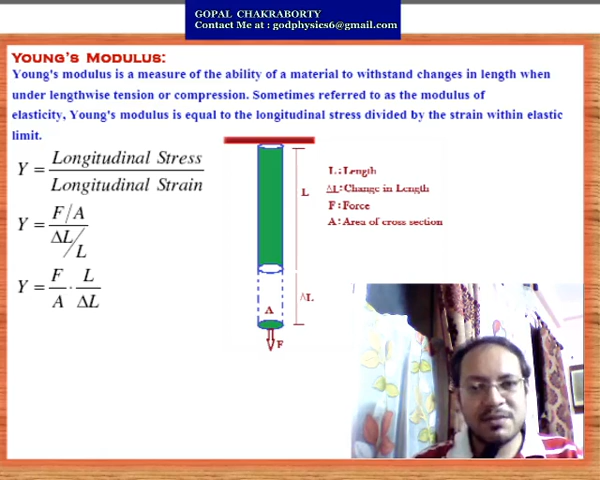 GOPAL CHAKRABORTY
Contact Me at : godphysics6@gmail.com
YOUNG'S MODULUS:
Young's modulus is a measure of the ability of a material to withstand changes in length when
under lengthwise tension or compression. Sometimes referred to as the modulus of
elasticity, Young's modulus is equal to the longitudinal stress divided by the strain within elastic
limit.
Y = Longitudinal Stress / Longitudinal Strain
Y = F/A / ΔL/L
Y = F/A · L/ΔL
L
ΔL
A
F
L : Length
ΔL: Change in Length
F : Force
A : Area of cross section